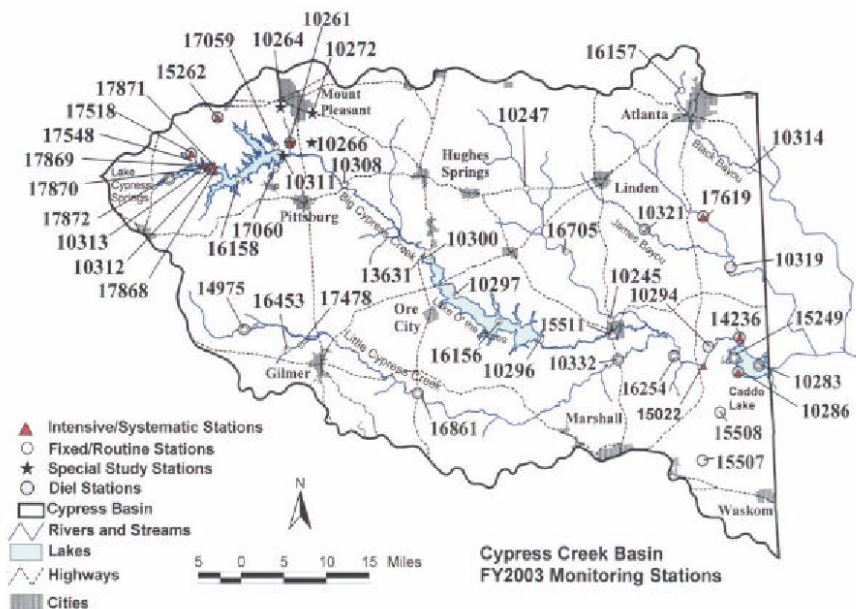 10261
17059
10264
10272
15262
17871
17518
17548
17869
17870
17872
10313
10312
17868
Lake
Cypress
Springs
Mount
Pleasant
10266
10308
10311
17060
Pittsburg
16158
10247
Hughes
Springs
16157
Atlanta
10314
Black Bayou
Linden
17619
10321
James
Bayou
10319
16705
Big Cypress Creek
10300
13631
10297
Ore
City
Lake O' the Pines
16156
10296
15511
10245
10294
14236
15249
10332
16254
15022
Caddo
Lake
10283
10286
15508
15507
Marshall
Waskom
14975
16453
17478
Gilmer
Little Cypress Creek
16861
Intensive/Systematic Stations
Fixed/Routine Stations
Special Study Stations
Diel Stations
Cypress Basin
Rivers and Streams
Lakes
Highways
Cities
N
5 0 5 10 15 Miles
Cypress Creek Basin
FY2003 Monitoring Stations